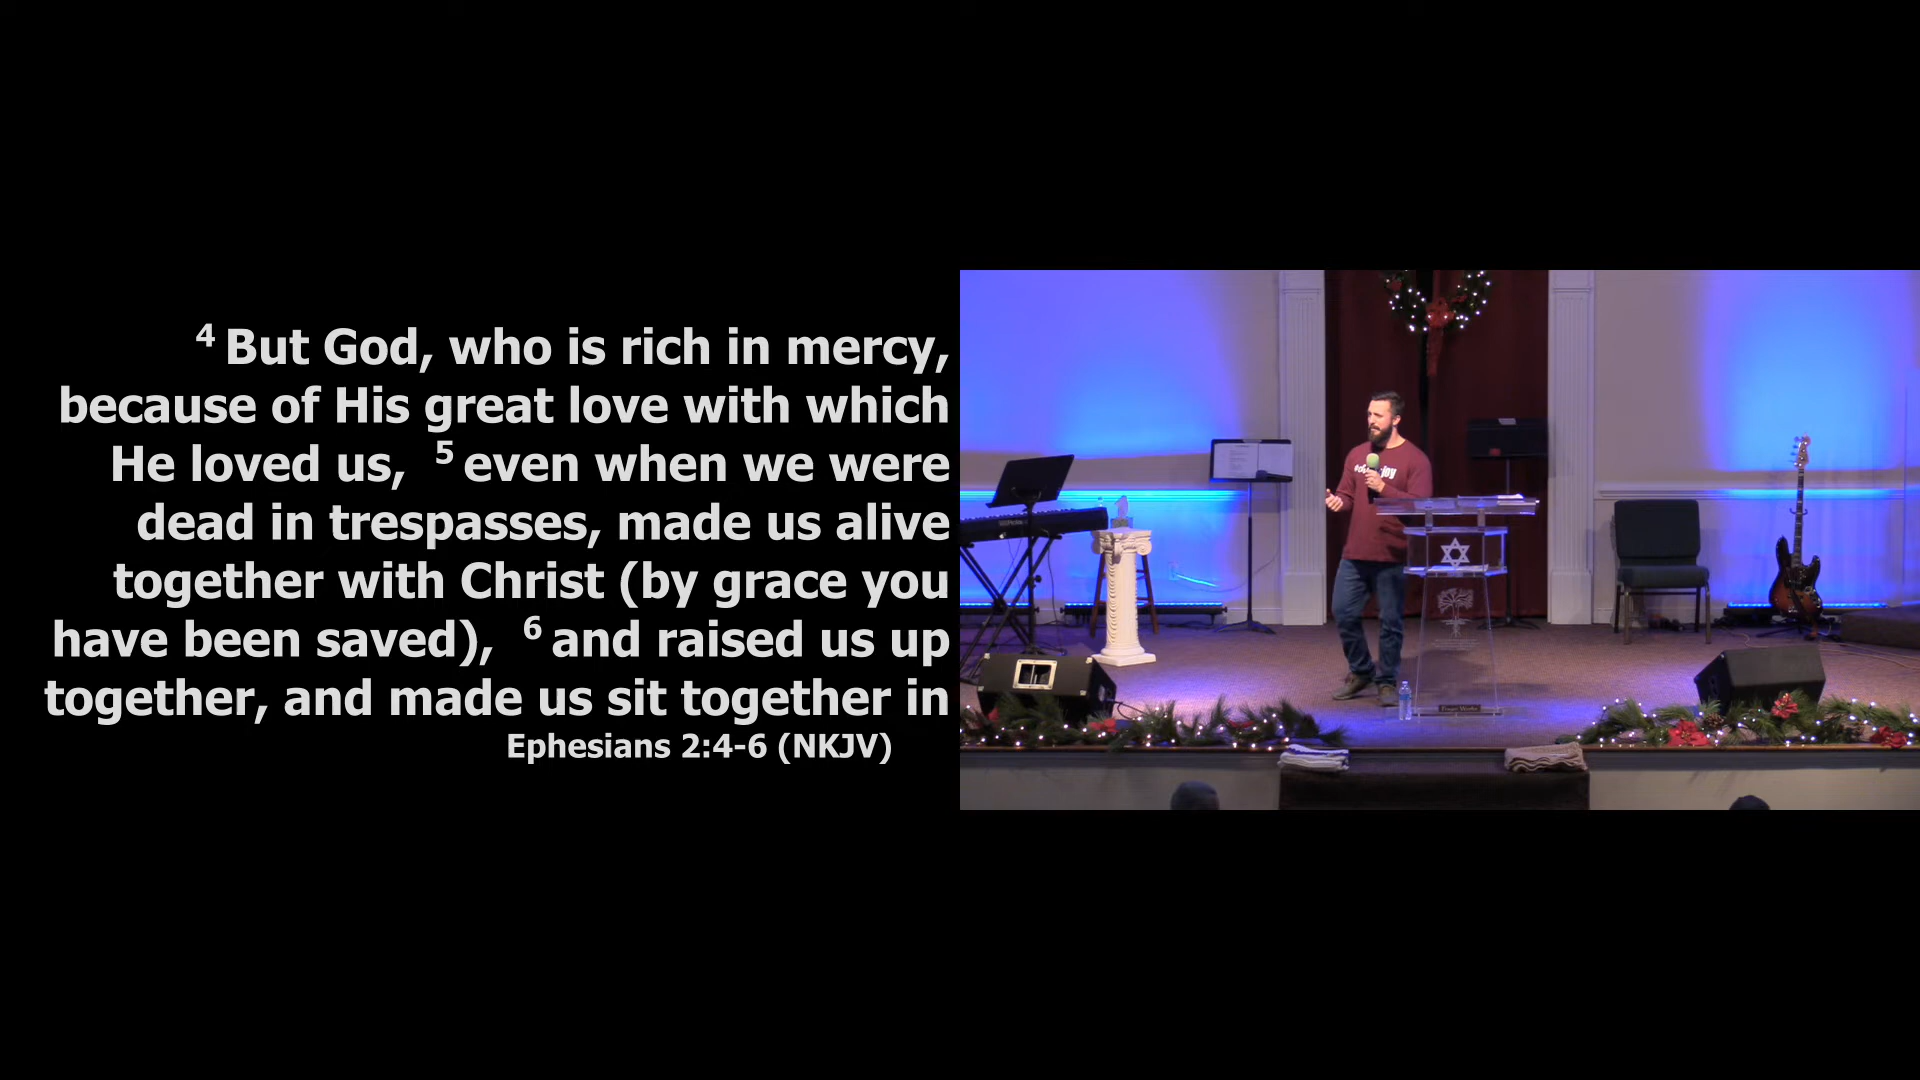 4 But God, who is rich in mercy,
because of His great love with which
He loved us, 5 even when we were
dead in trespasses, made us alive
together with Christ (by grace you
have been saved), 6 and raised us up
together, and made us sit together in
Ephesians 2:4-6 (NKJV)